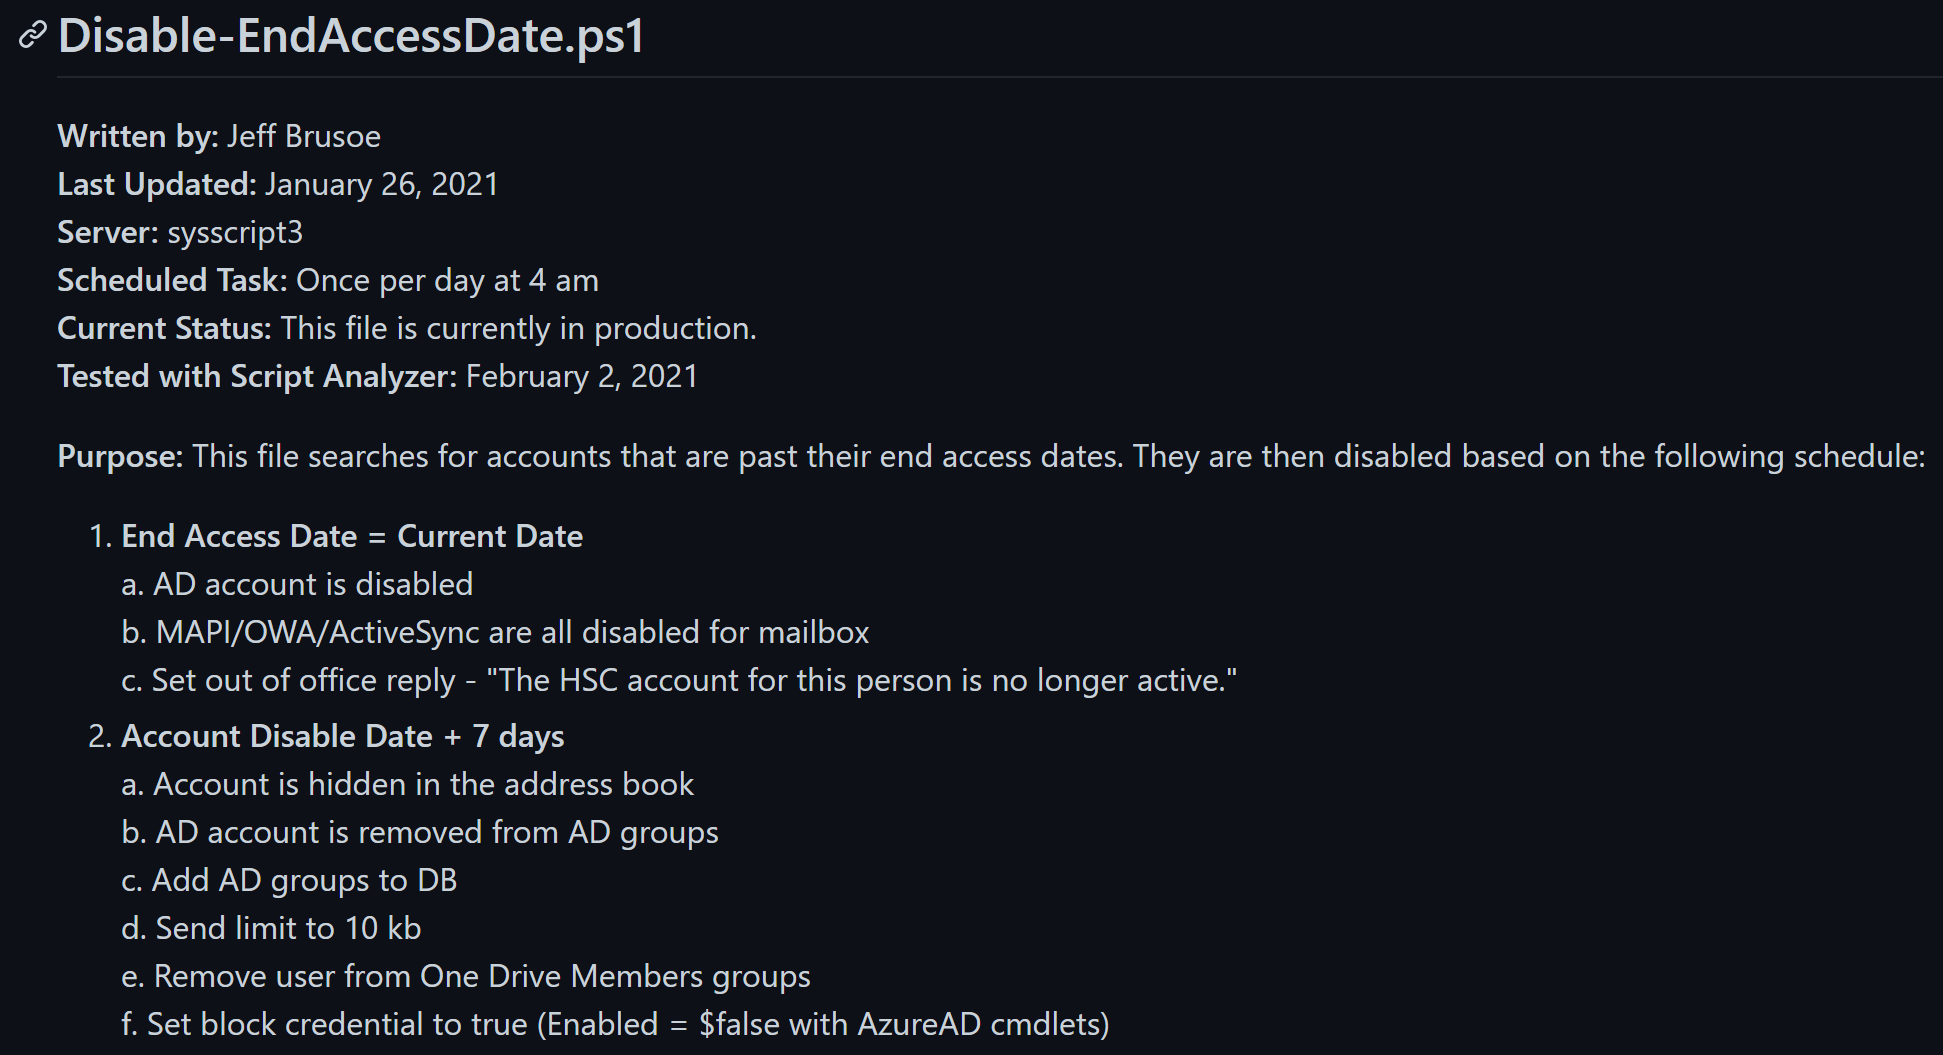 Disable-EndAccessDate.ps1
Written by: Jeff Brusoe
Last Updated: January 26, 2021
Server: sysscript3
Scheduled Task: Once per day at 4 am
Current Status: This file is currently in production.
Tested with Script Analyzer: February 2, 2021
Purpose: This file searches for accounts that are past their end access dates. They are then disabled based on the following schedule:
1. End Access Date = Current Date
a. AD account is disabled
b. MAPI/OWA/ActiveSync are all disabled for mailbox
c. Set out of office reply - "The HSC account for this person is no longer active."
2. Account Disable Date + 7 days
a. Account is hidden in the address book
b. AD account is removed from AD groups
c. Add AD groups to DB
d. Send limit to 10 kb
e. Remove user from One Drive Members groups
f. Set block credential to true (Enabled = $false with AzureAD cmdlets)